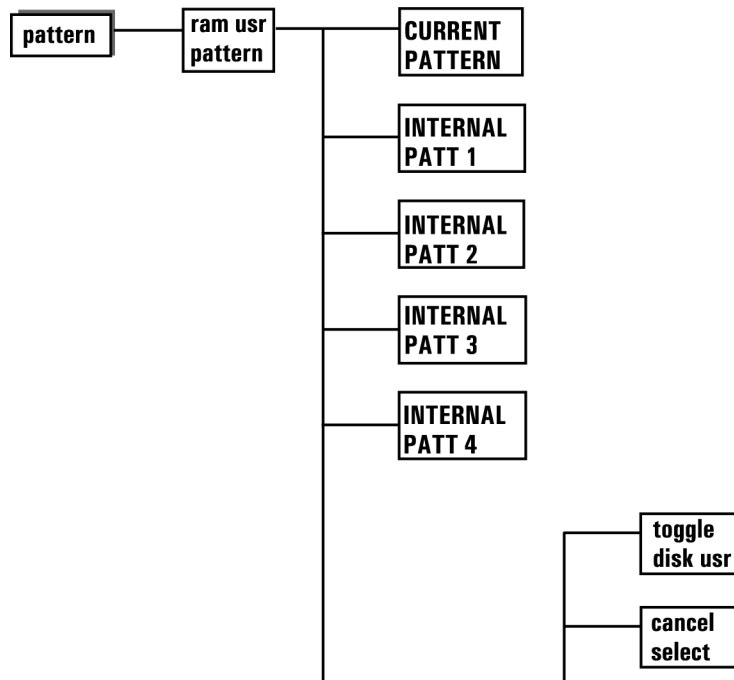 pattern
ram usr
pattern
CURRENT
PATTERN
INTERNAL
PATT 1
INTERNAL
PATT 2
INTERNAL
PATT 3
INTERNAL
PATT 4
toggle
disk usr
cancel
select